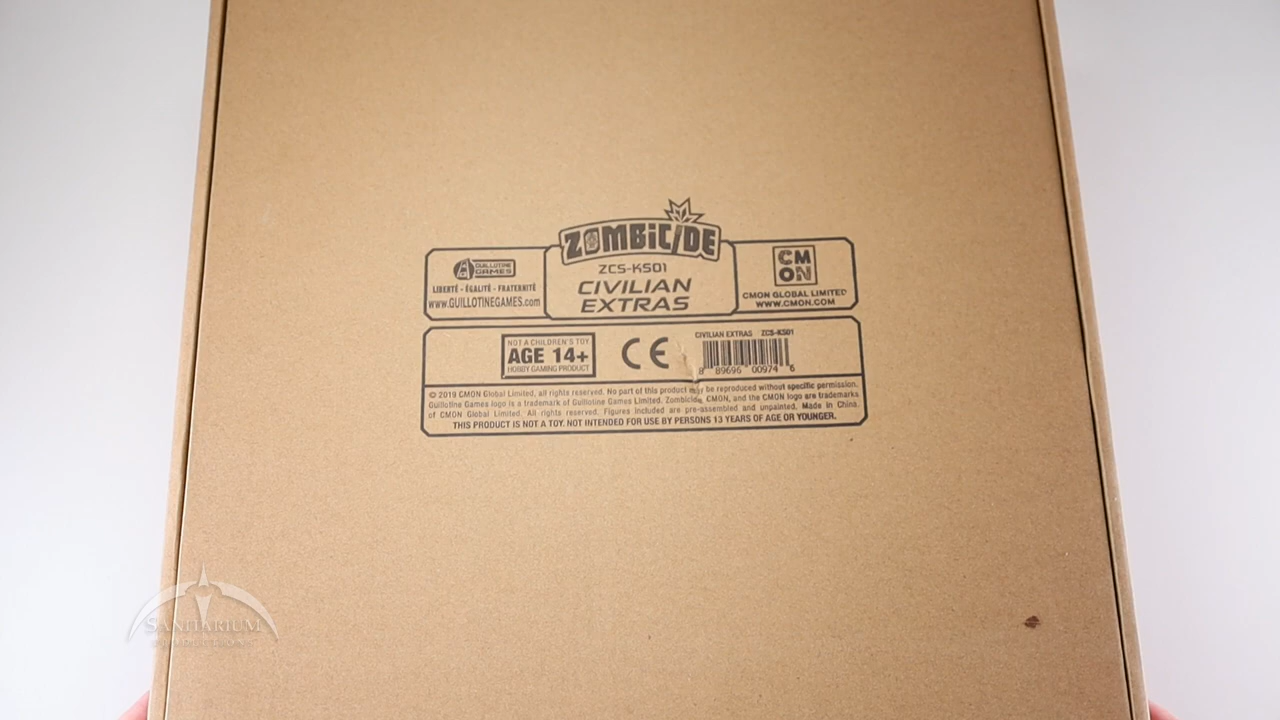 ZOMBICIDE
ZCS-KS01
CIVILIAN
EXTRAS
GUILLOTINE
GAMES
LIBERTÉ - ÉGALITÉ - FRATERNITÉ
WWW.GUILLOTINEGAMES.COM
CM
ON
CMON GLOBAL LIMITED
WWW.CMON.COM
NOT A CHILDREN'S TOY
AGE 14+
HOBBY GAMING PRODUCT
CE
CIVILIAN EXTRAS ZCS-KS01
8 89696 00974 6
© 2019 CMON Global Limited, all rights reserved. No part of this product may be reproduced without specific permission.
Guillotine Games logo is a trademark of Guillotine Games Limited. Zombicide, CMON, and the CMON logo are trademarks
of CMON Global Limited. All rights reserved. Figures included are pre-assembled and unpainted. Made in China.
THIS PRODUCT IS NOT A TOY. NOT INTENDED FOR USE BY PERSONS 13 YEARS OF AGE OR YOUNGER.
SANITARIUM